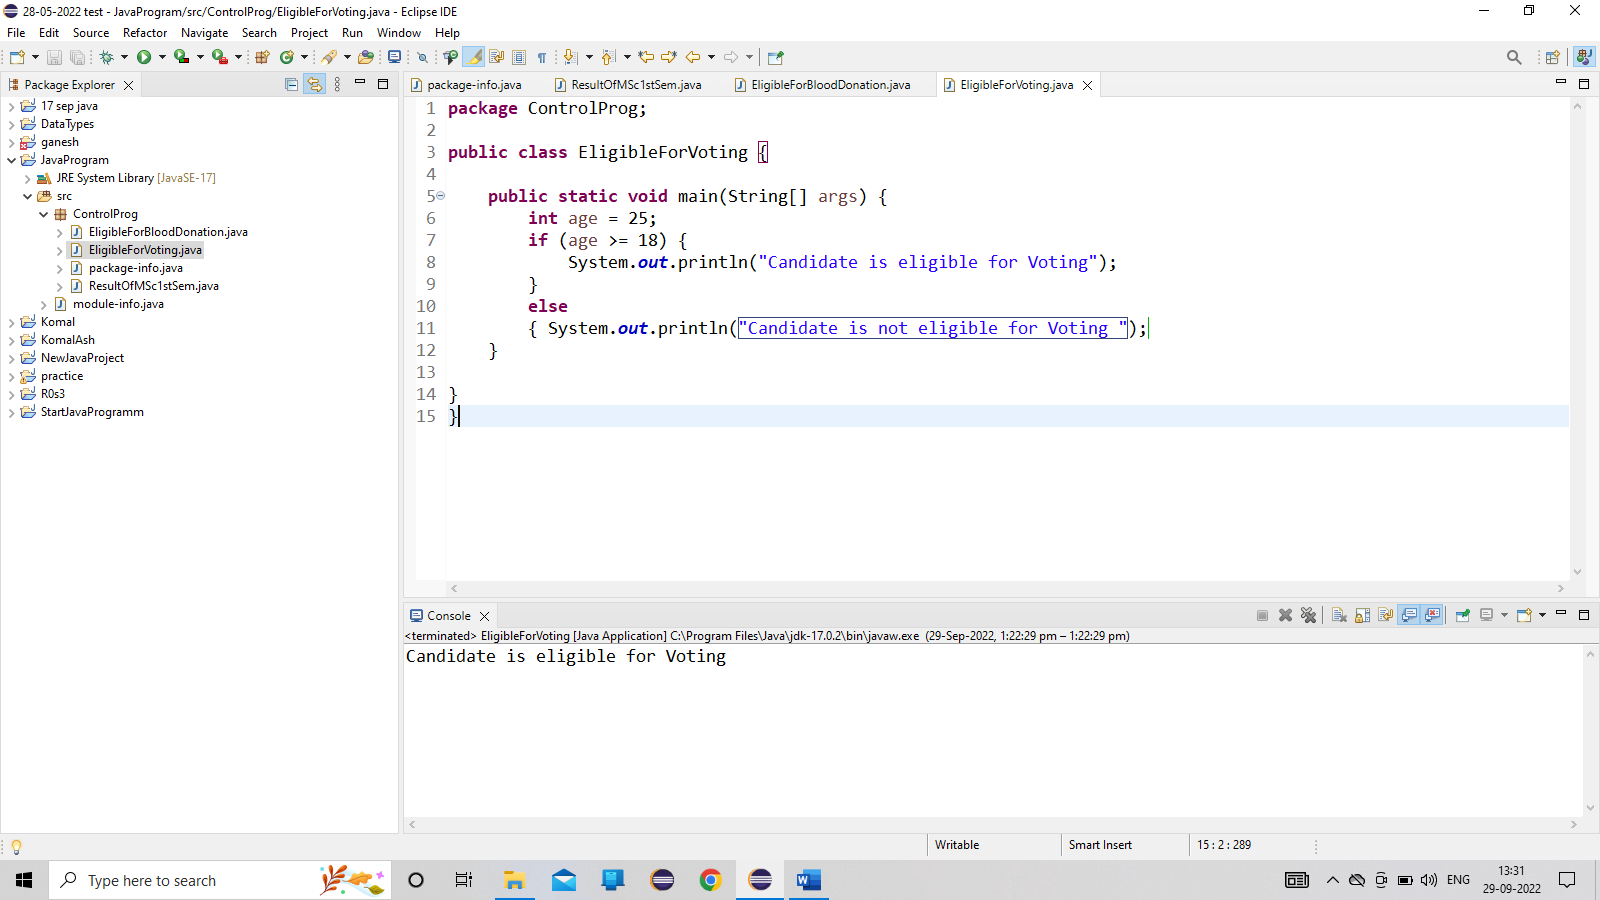 28-05-2022 test - JavaProgram/src/ControlProg/EligibleForVoting.java - Eclipse IDE
File Edit Source Refactor Navigate Search Project Run Window Help
Package Explorer
17 sep java
DataTypes
ganesh
JavaProgram
JRE System Library [JavaSE-17]
src
ControlProg
EligibleForBloodDonation.java
EligibleForVoting.java
package-info.java
ResultOfMSc1stSem.java
module-info.java
Komal
KomalAsh
NewJavaProject
practice
R0s3
StartJavaProgramm
package-info.java ResultOfMSc1stSem.java EligibleForBloodDonation.java EligibleForVoting.java
1 package ControlProg;
2
3 public class EligibleForVoting {
4
5 public static void main(String[] args) {
6 int age = 25;
7 if (age >= 18) {
8 System.out.println("Candidate is eligible for Voting");
9 }
10 else
11 { System.out.println("Candidate is not eligible for Voting ");
12 }
13
14 }
15 }
Console
<terminated> EligibleForVoting [Java Application] C:\Program Files\Java\jdk-17.0.2\bin\javaw.exe (29-Sep-2022, 1:22:29 pm – 1:22:29 pm)
Candidate is eligible for Voting
Writable Smart Insert 15 : 2 : 289
Type here to search
ENG
13:31
29-09-2022